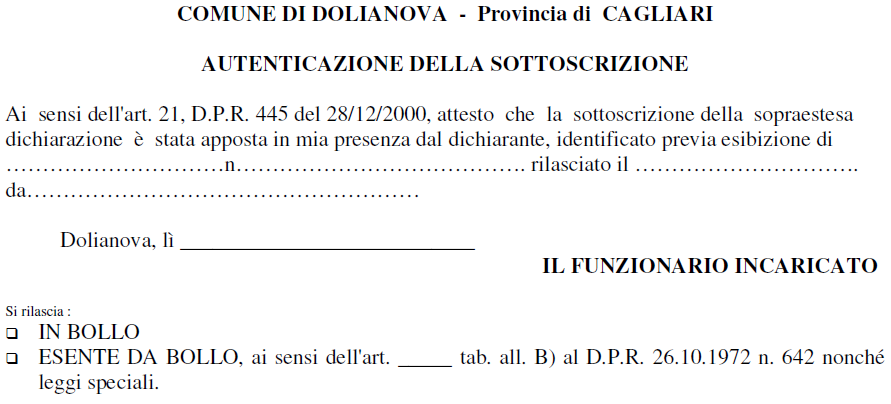 COMUNE DI DOLIANOVA - Provincia di CAGLIARI
AUTENTICAZIONE DELLA SOTTOSCRIZIONE
Ai sensi dell'art. 21, D.P.R. 445 del 28/12/2000, attesto che la sottoscrizione della sopraestesa
dichiarazione è stata apposta in mia presenza dal dichiarante, identificato previa esibizione di
…………………………n…………………………………. rilasciato il ………………………….
da………………………………………………
Dolianova, lì ___________________________
IL FUNZIONARIO INCARICATO
Si rilascia :
❑ IN BOLLO
❑ ESENTE DA BOLLO, ai sensi dell'art. _____ tab. all. B) al D.P.R. 26.10.1972 n. 642 nonché
leggi speciali.